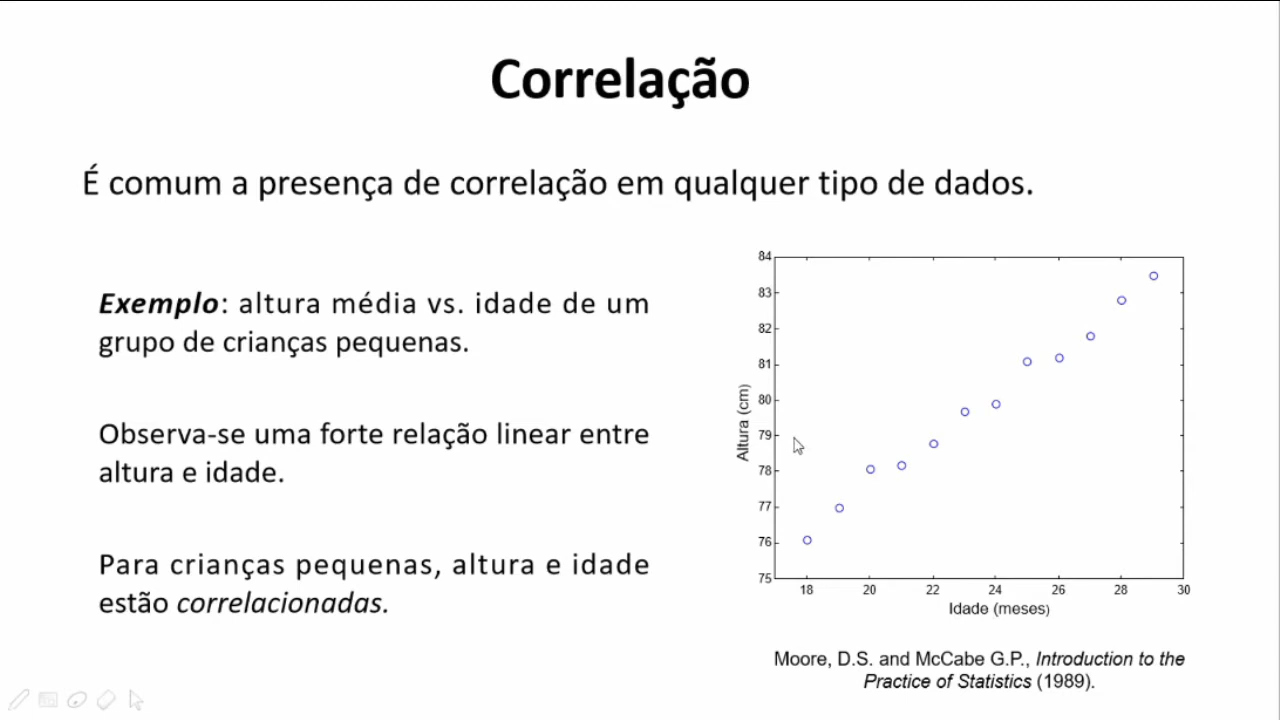 Correlação
É comum a presença de correlação em qualquer tipo de dados.
Exemplo: altura média vs. idade de um
grupo de crianças pequenas.
Observa-se uma forte relação linear entre
altura e idade.
Para crianças pequenas, altura e idade
estão correlacionadas.
84
83
82
81
80
79
78
77
76
75
Altura (cm)
18 20 22 24 26 28 30
Idade (meses)
Moore, D.S. and McCabe G.P., Introduction to the
Practice of Statistics (1989).